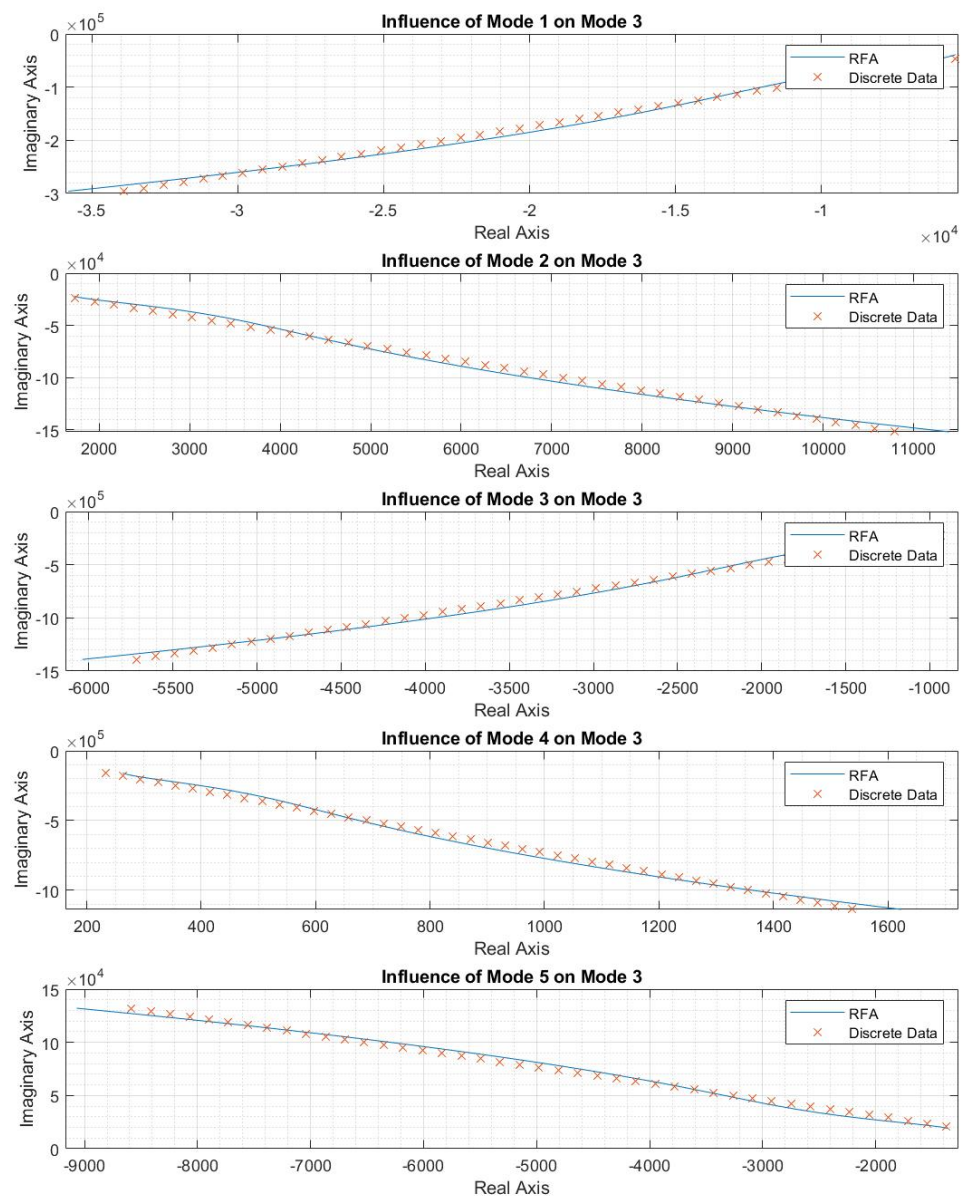 Influence of Mode 1 on Mode 3
×10⁵
0
-1
-2
-3
Imaginary Axis
RFA
Discrete Data
-3.5 -3 -2.5 -2 -1.5 -1
Real Axis
×10⁴
Influence of Mode 2 on Mode 3
×10⁴
0
-5
-10
-15
Imaginary Axis
RFA
Discrete Data
2000 3000 4000 5000 6000 7000 8000 9000 10000 11000
Real Axis
Influence of Mode 3 on Mode 3
×10⁵
0
-5
-10
-15
Imaginary Axis
RFA
Discrete Data
-6000 -5500 -5000 -4500 -4000 -3500 -3000 -2500 -2000 -1500 -1000
Real Axis
Influence of Mode 4 on Mode 3
×10⁵
0
-5
-10
Imaginary Axis
RFA
Discrete Data
200 400 600 800 1000 1200 1400 1600
Real Axis
Influence of Mode 5 on Mode 3
×10⁴
15
10
5
0
Imaginary Axis
RFA
Discrete Data
-9000 -8000 -7000 -6000 -5000 -4000 -3000 -2000
Real Axis